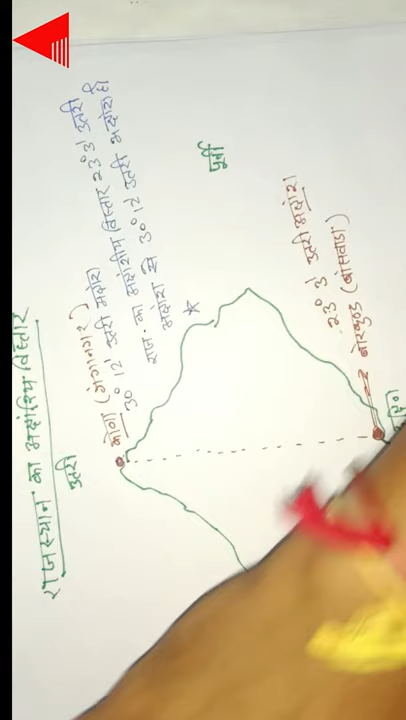 राजस्थान का अक्षांशीय विस्तार
उत्तरी
कोणा (गंगानगर)
30°12' उत्तरी अक्षांश
राज. का अक्षांशीय विस्तार 23°3' उत्तरी
अक्षांश से 30°12' उत्तरी अक्षांश है
पूर्वी
23° 3' उत्तरी अक्षांश
बोरकुण्ड (बांसवाडा)